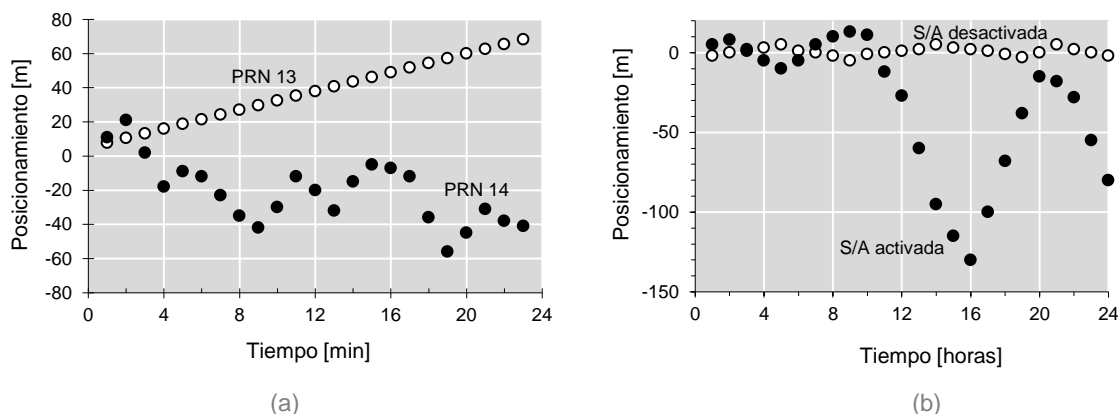 80
60
40
20
0
-20
-40
-60
-80
Posicionamiento [m]
PRN 13
PRN 14
0 4 8 12 16 20 24
Tiempo [min]
(a)
0
-50
-100
-150
Posicionamiento [m]
S/A desactivada
S/A activada
0 4 8 12 16 20 24
Tiempo [horas]
(b)